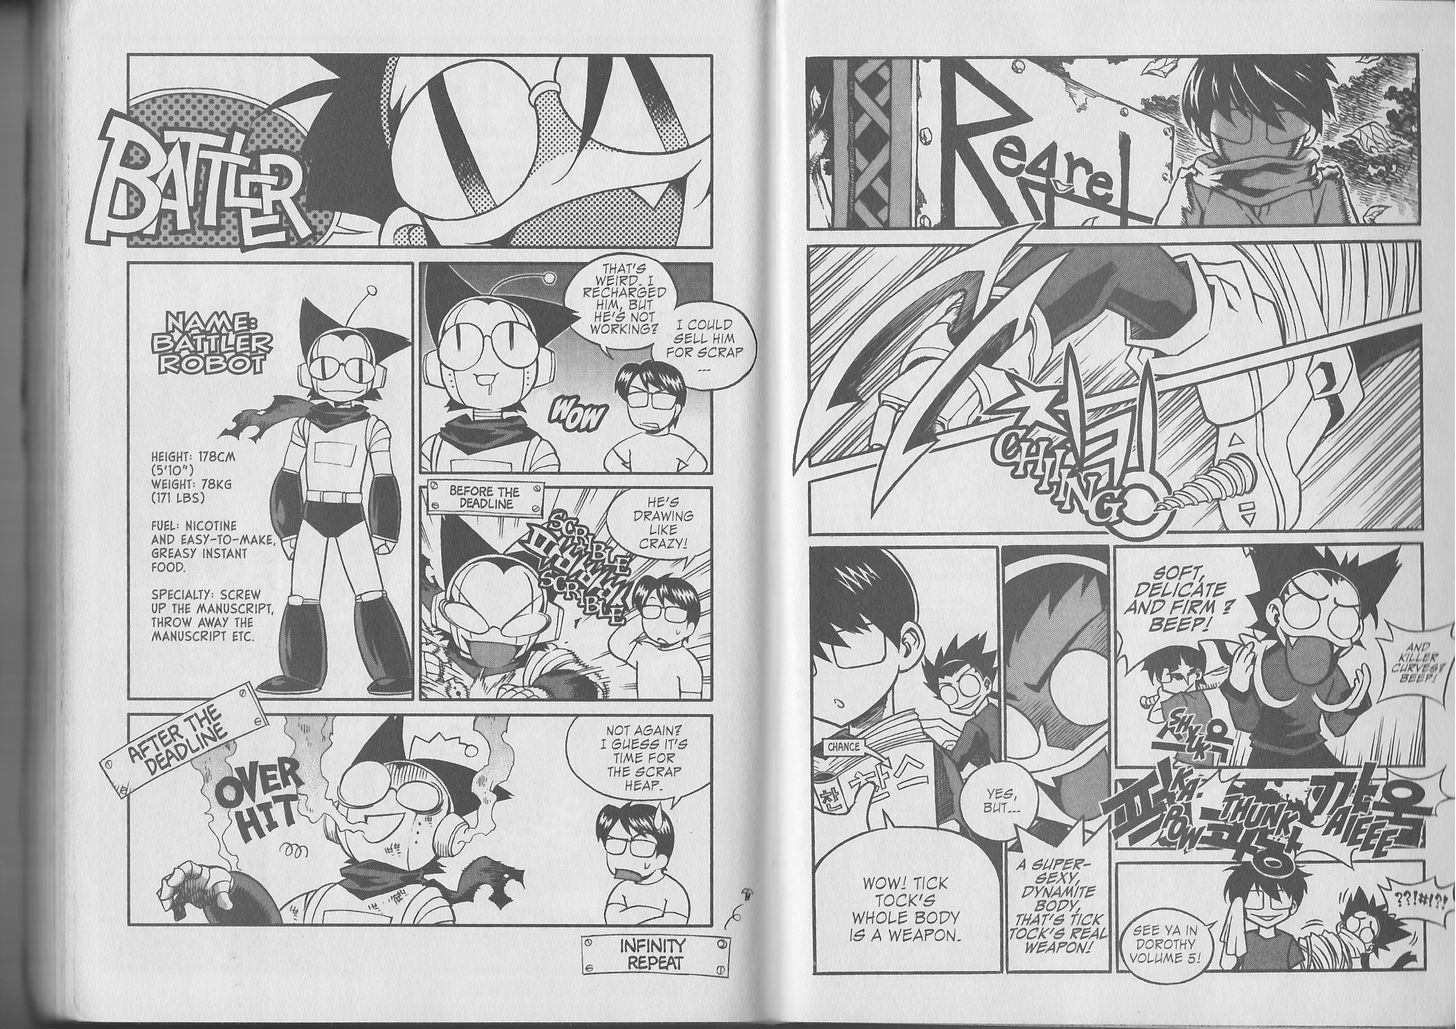 BATTLER
NAME:
BATTLER
ROBOT
HEIGHT: 178CM
(5'10")
WEIGHT: 78KG
(171 LBS)
FUEL: NICOTINE
AND EASY-TO-MAKE,
GREASY INSTANT
FOOD.
SPECIALTY: SCREW
UP THE MANUSCRIPT,
THROW AWAY THE
MANUSCRIPT ETC.
THAT'S
WEIRD. I
RECHARGED
HIM, BUT
HE'S NOT
WORKING?
I COULD
SELL HIM
FOR SCRAP
...
WOW
BEFORE THE
DEADLINE
SCRIBBLE
SCRIBBLE
HE'S
DRAWING
LIKE
CRAZY!
AFTER THE
DEADLINE
OVER
HIT
NOT AGAIN?
I GUESS IT'S
TIME FOR
THE SCRAP
HEAP.
INFINITY
REPEAT
Regret
CHING
CHANCE
찬스
WOW! TICK
TOCK'S
WHOLE BODY
IS A WEAPON.
YES,
BUT...
A SUPER-
SEXY,
DYNAMITE
BODY,
THAT'S TICK
TOCK'S REAL
WEAPON!
SOFT,
DELICATE
AND FIRM?
BEEP!
AND
KILLER
CURVES?
BEEP!
KA-
POW
THUNK
AIEEE
??!#!?!
SEE YA IN
DOROTHY
VOLUME 5!